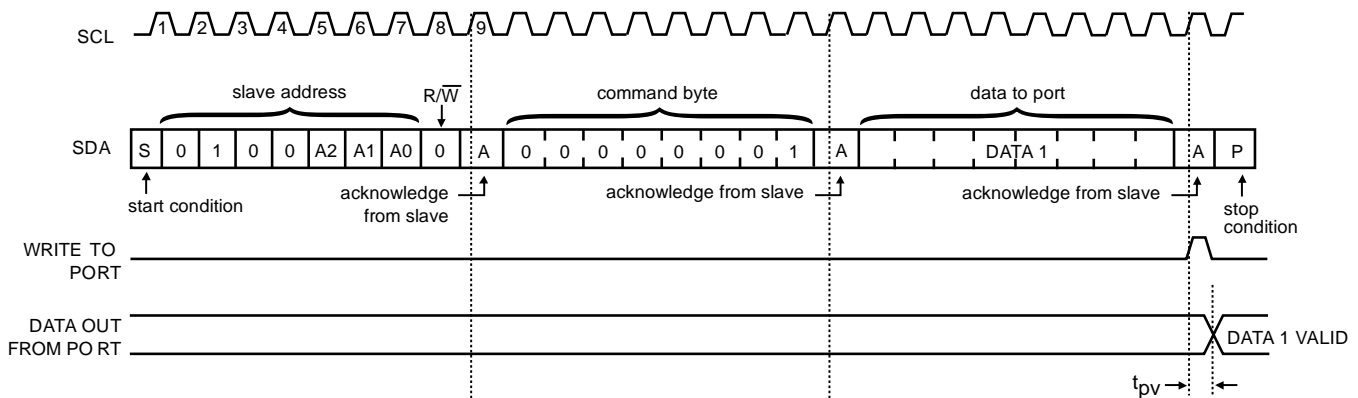 SCL 1 2 3 4 5 6 7 8 9
slave address R/W̅ command byte data to port
SDA S 0 1 0 0 A2 A1 A0 0 A 0 0 0 0 0 0 0 1 A DATA 1 A P
start condition
acknowledge
from slave
acknowledge from slave
acknowledge from slave
stop
condition
WRITE TO
PORT
DATA OUT
FROM PORT
DATA 1 VALID
tpv